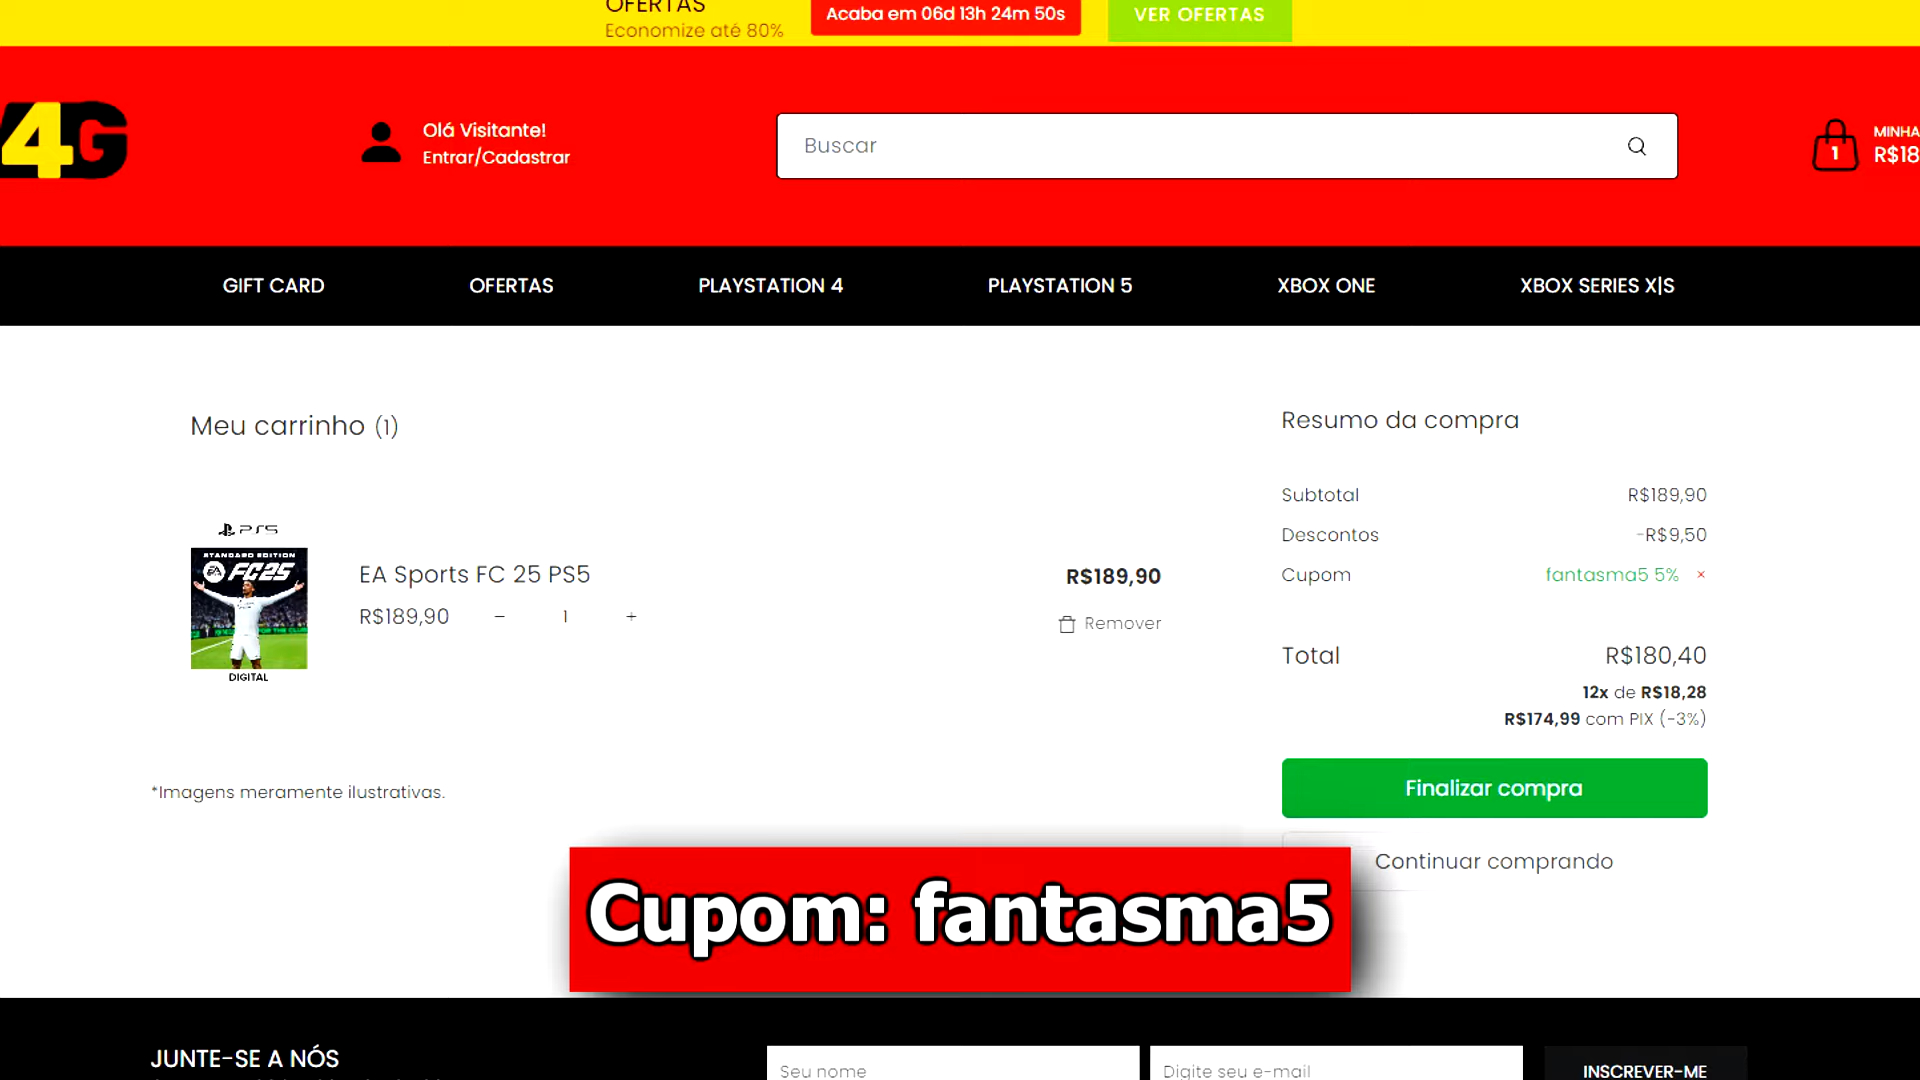 OFERTAS
Economize até 80%
Acaba em 06d 13h 24m 50s
VER OFERTAS
4G
Olá Visitante!
Entrar/Cadastrar
Buscar
1
MINHA
R$18
GIFT CARD
OFERTAS
PLAYSTATION 4
PLAYSTATION 5
XBOX ONE
XBOX SERIES X|S
Meu carrinho (1)
PS5
STANDARD EDITION
EA SPORTS FC25
DIGITAL
EA Sports FC 25 PS5
R$189,90
−
1
+
R$189,90
Remover
*Imagens meramente ilustrativas.
Resumo da compra
Subtotal R$189,90
Descontos -R$9,50
Cupom fantasma5 5% ×
Total R$180,40
12x de R$18,28
R$174,99 com PIX (-3%)
Finalizar compra
Continuar comprando
Cupom: fantasma5
JUNTE-SE A NÓS
Seu nome
Digite seu e-mail
INSCREVER-ME